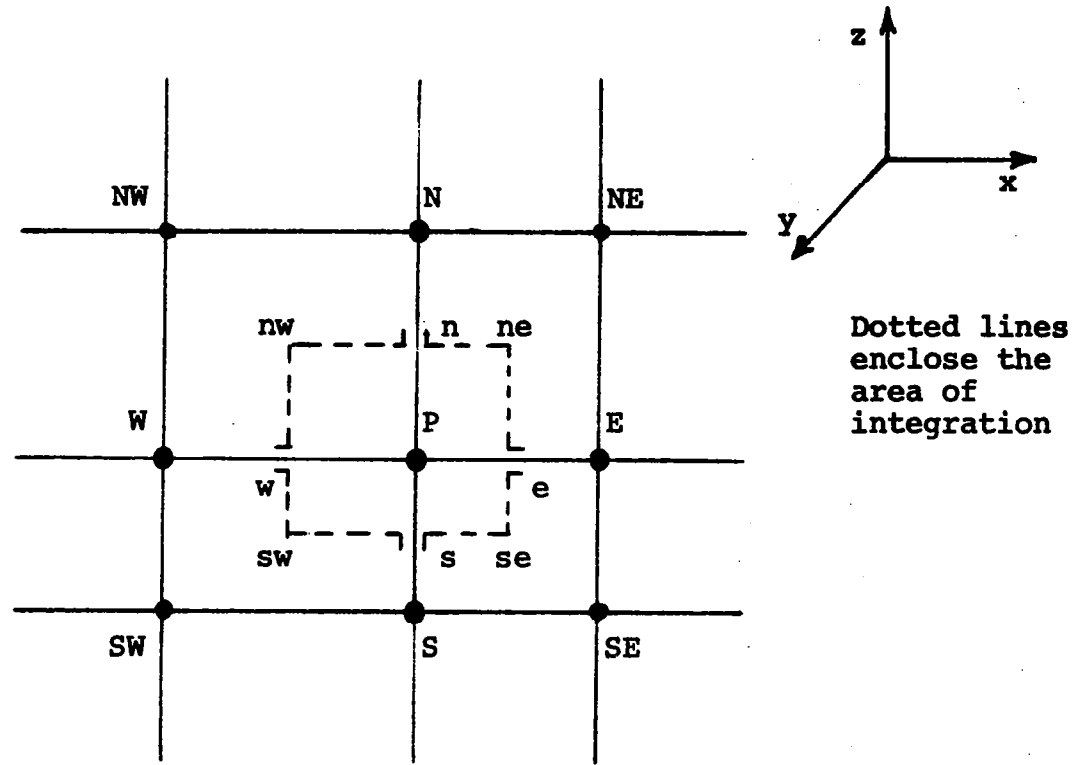 z
x
y
NW
N
NE
nw
n
ne
Dotted lines
enclose the
area of
integration
W
P
E
w
e
sw
s
se
SW
S
SE